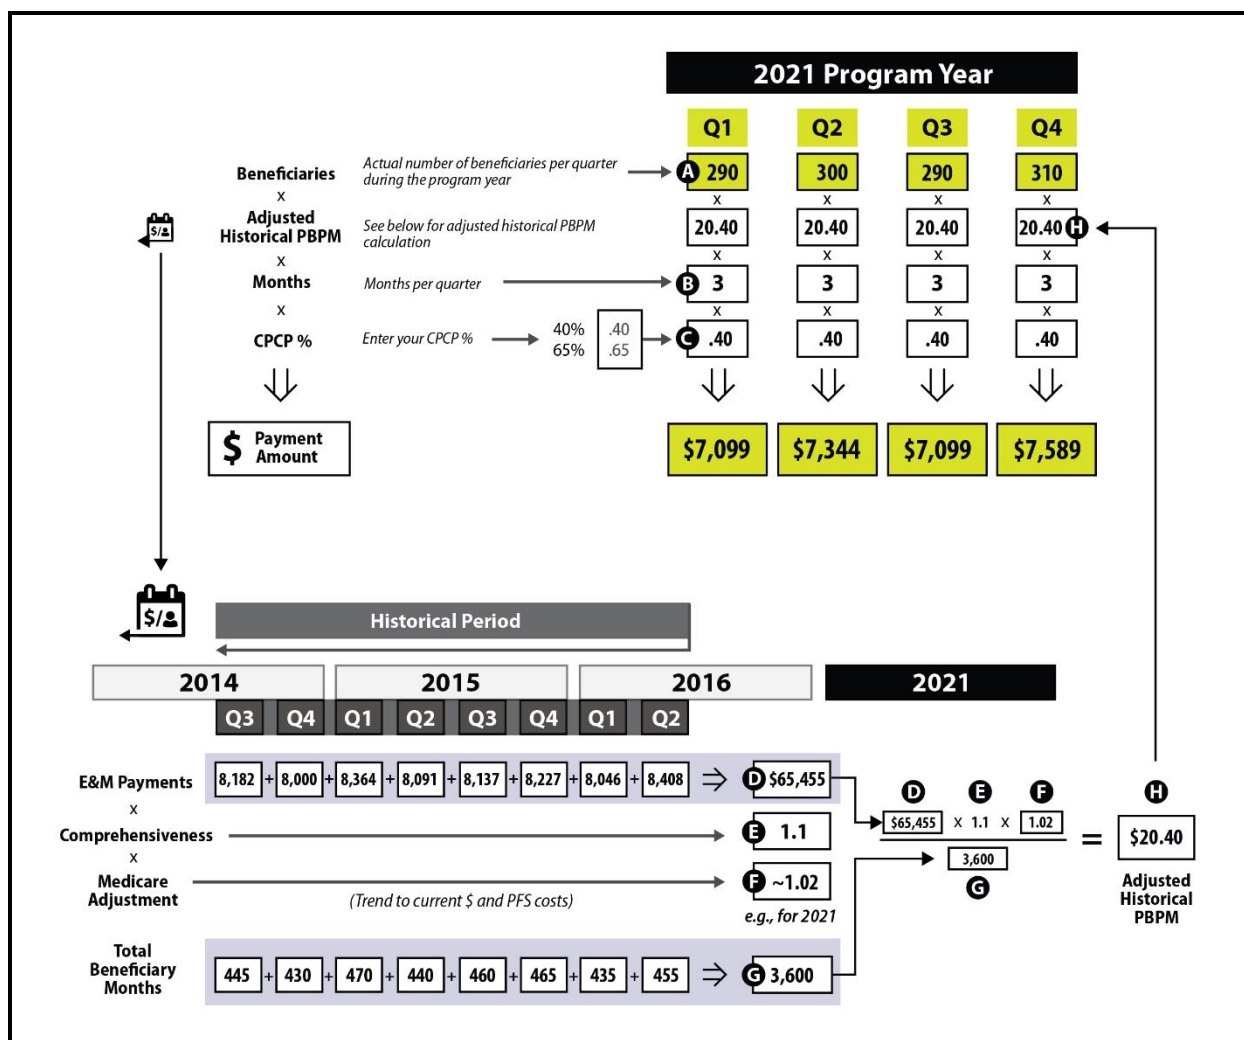 2021 Program Year
Q1 Q2 Q3 Q4
Beneficiaries
Actual number of beneficiaries per quarter
during the program year
A 290 300 290 310
x x x x x
Adjusted
Historical PBPM
See below for adjusted historical PBPM
calculation
20.40 20.40 20.40 20.40 H
$/
x x x x x
Months
Months per quarter
B 3 3 3 3
x x x x x
CPCP %
Enter your CPCP %
40% .40
65% .65
C .40 .40 .40 .40
$ Payment
Amount
$7,099 $7,344 $7,099 $7,589
$/
Historical Period
2014 2015 2016 2021
Q3 Q4 Q1 Q2 Q3 Q4 Q1 Q2
E&M Payments
8,182 + 8,000 + 8,364 + 8,091 + 8,137 + 8,227 + 8,046 + 8,408 ⇒ D $65,455
x
Comprehensiveness
E 1.1
x
Medicare
Adjustment
(Trend to current $ and PFS costs)
F ~1.02
e.g., for 2021
Total
Beneficiary
Months
445 + 430 + 470 + 440 + 460 + 465 + 435 + 455 ⇒ G 3,600
D E F
$65,455 x 1.1 x 1.02
3,600
G
=
H
$20.40
Adjusted
Historical
PBPM